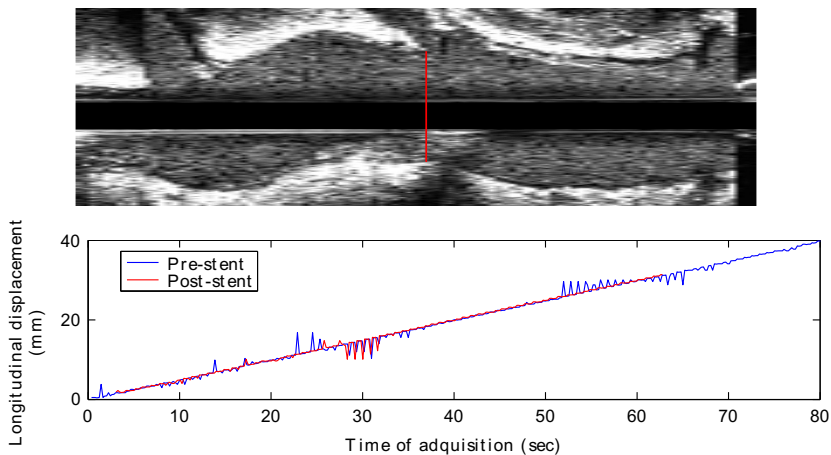 Longitudinal displacement
(mm)
40
20
0
Pre-stent
Post-stent
0 10 20 30 40 50 60 70 80
Time of adquisition (sec)